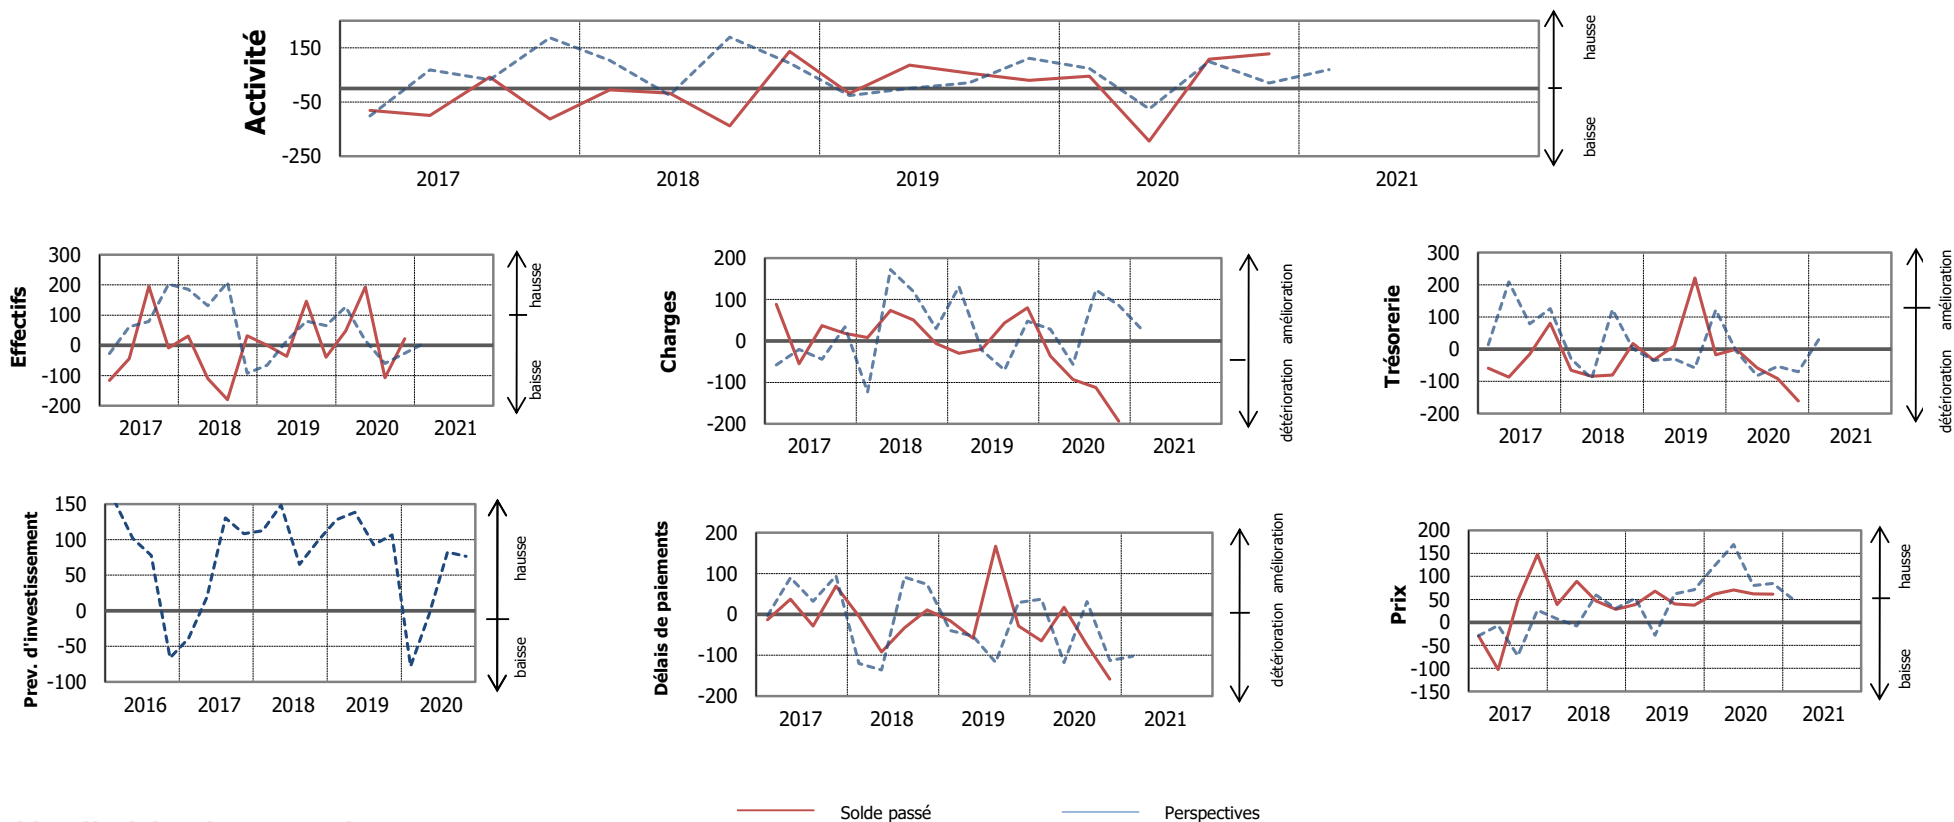 Activité
150
-50
-250
2017 2018 2019 2020 2021
hausse
baisse
Effectifs
300
200
100
0
-100
-200
2017 2018 2019 2020 2021
hausse
baisse
Charges
200
100
0
-100
-200
2017 2018 2019 2020 2021
amélioration
détérioration
Trésorerie
300
200
100
0
-100
-200
2017 2018 2019 2020 2021
amélioration
détérioration
Prev. d'investissement
150
100
50
0
-50
-100
2016 2017 2018 2019 2020
hausse
baisse
Délais de paiements
200
100
0
-100
-200
2017 2018 2019 2020 2021
amélioration
détérioration
Prix
200
150
100
50
0
-50
-100
-150
2017 2018 2019 2020 2021
hausse
baisse
Solde passé Perspectives